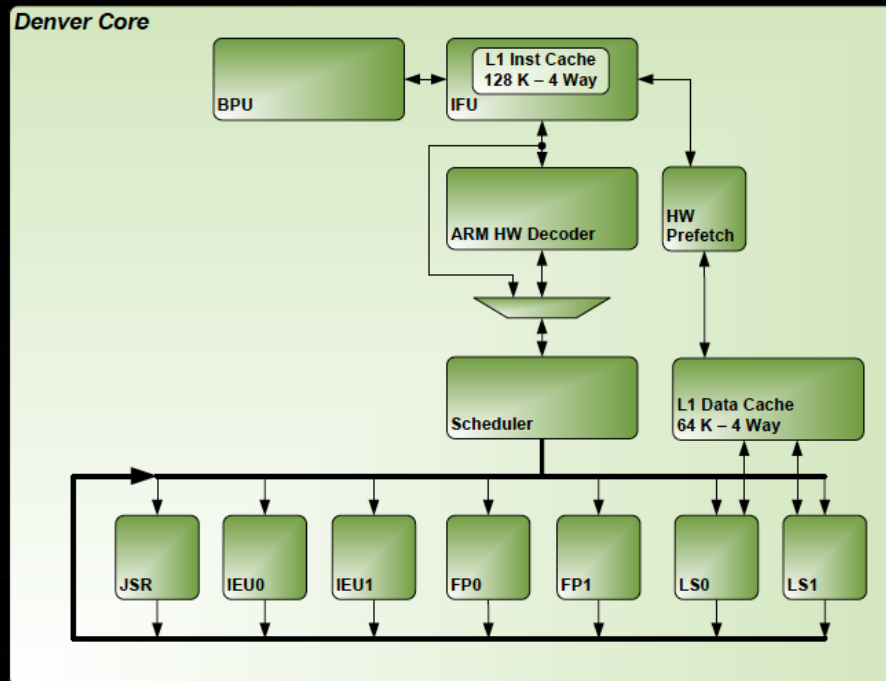 Denver Core
BPU
L1 Inst Cache
128 K – 4 Way
IFU
ARM HW Decoder
HW
Prefetch
Scheduler
L1 Data Cache
64 K – 4 Way
JSR
IEU0
IEU1
FP0
FP1
LS0
LS1